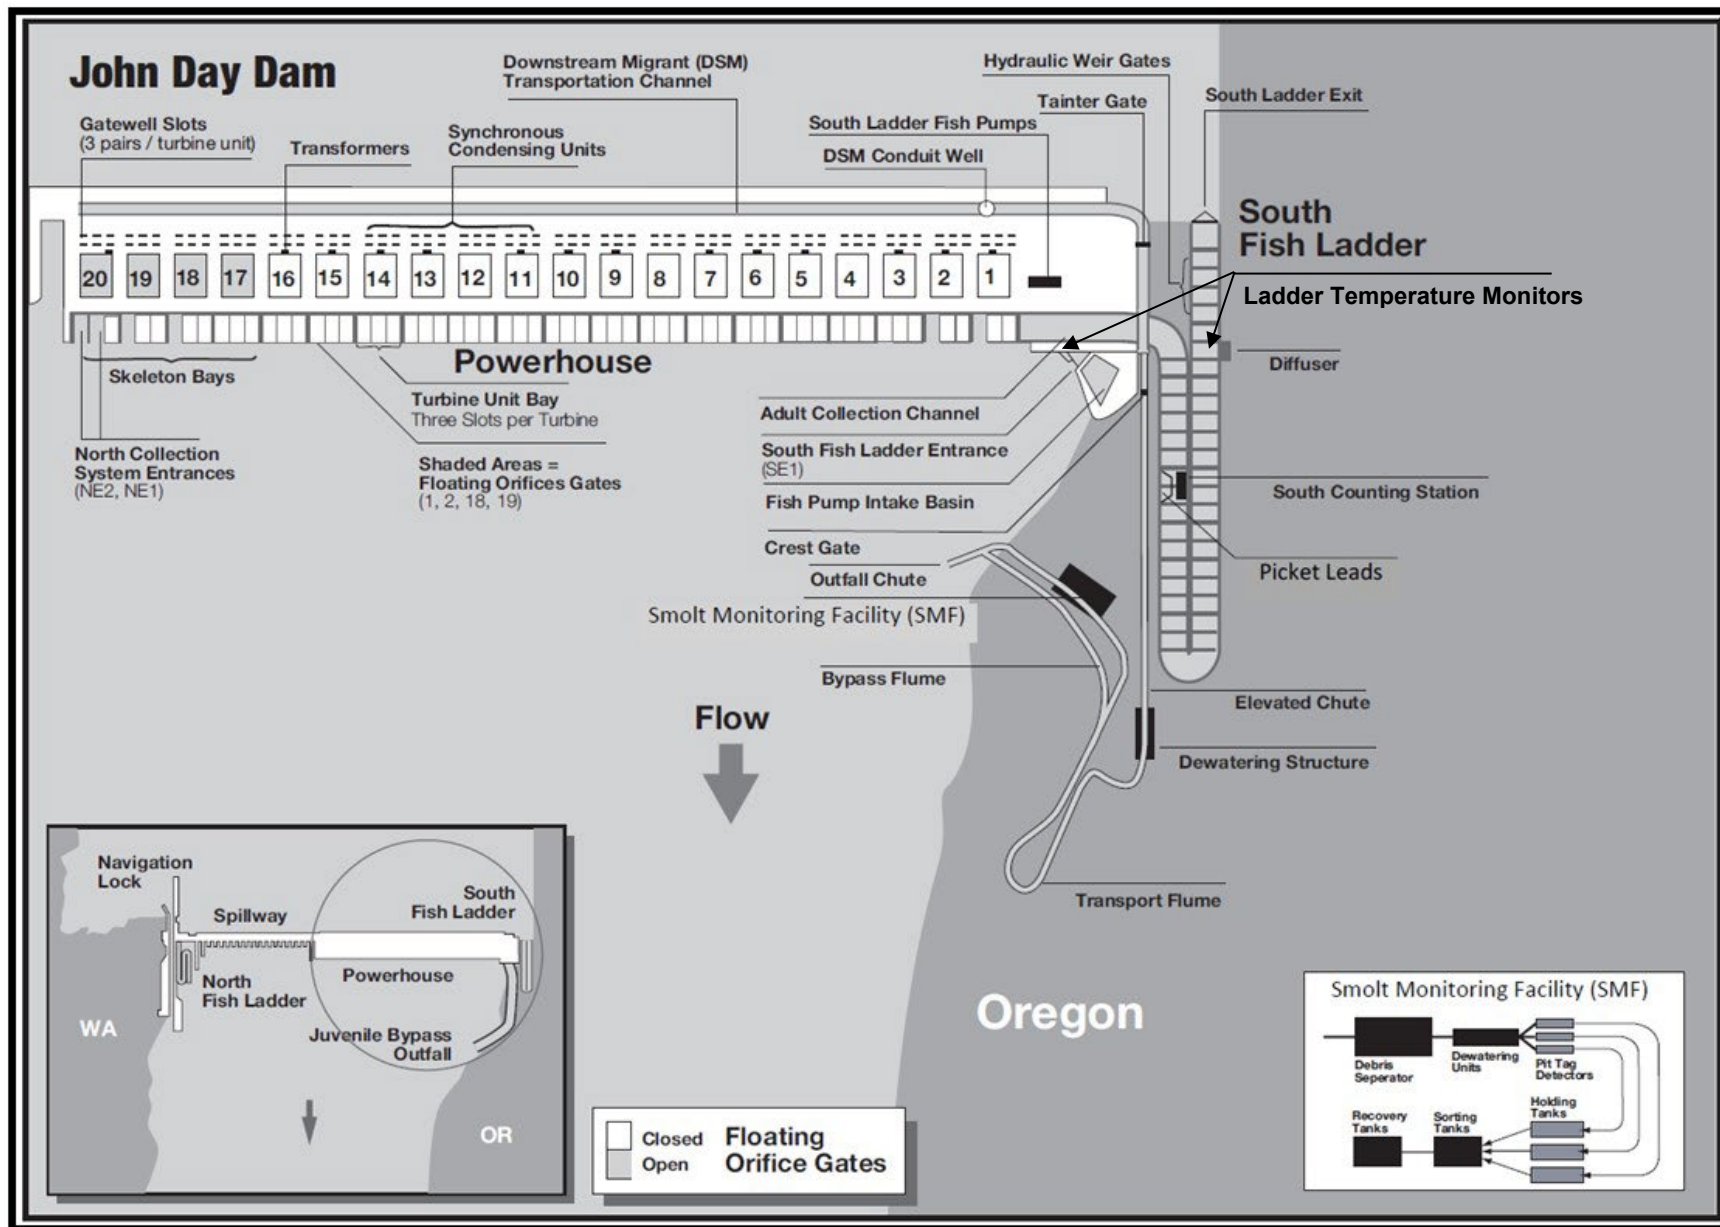 John Day Dam
Downstream Migrant (DSM)
Transportation Channel
Hydraulic Weir Gates
Tainter Gate
South Ladder Exit
Gatewell Slots
(3 pairs / turbine unit)
Transformers
Synchronous
Condensing Units
South Ladder Fish Pumps
DSM Conduit Well
South
Fish Ladder
Ladder Temperature Monitors
20 19 18 17 16 15 14 13 12 11 10 9 8 7 6 5 4 3 2 1
Skeleton Bays
Powerhouse
Diffuser
Turbine Unit Bay
Three Slots per Turbine
Adult Collection Channel
North Collection
System Entrances
(NE2, NE1)
Shaded Areas =
Floating Orifices Gates
(1, 2, 18, 19)
South Fish Ladder Entrance
(SE1)
Fish Pump Intake Basin
South Counting Station
Crest Gate
Outfall Chute
Picket Leads
Smolt Monitoring Facility (SMF)
Bypass Flume
Elevated Chute
Flow
Dewatering Structure
Transport Flume
Navigation
Lock
Spillway
South
Fish Ladder
North
Fish Ladder
Powerhouse
WA
Juvenile Bypass
Outfall
OR
Oregon
Closed
Open
Floating
Orifice Gates
Smolt Monitoring Facility (SMF)
Debris
Seperator
Dewatering
Units
Pit Tag
Detectors
Recovery
Tanks
Sorting
Tanks
Holding
Tanks